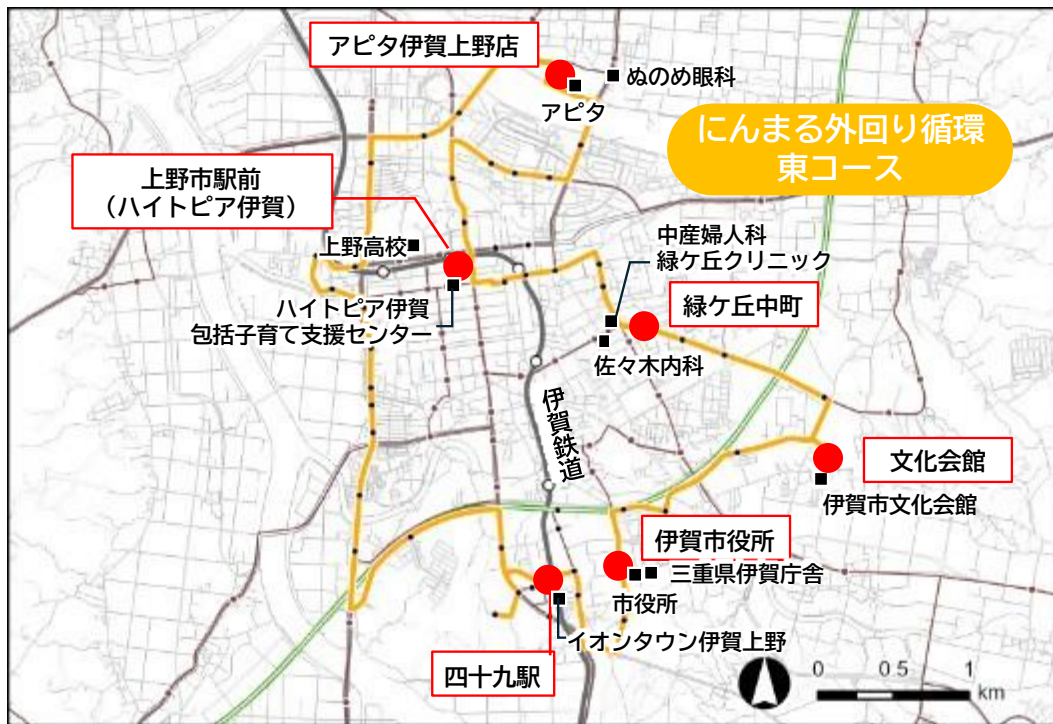 アピタ伊賀上野店
ぬのめ眼科
アピタ
にんまる外回り循環
東コース
上野市駅前
（ハイトピア伊賀）
上野高校
中産婦人科
緑ケ丘クリニック
緑ケ丘中町
ハイトピア伊賀
包括子育て支援センター
佐々木内科
伊賀鉄道
文化会館
伊賀市文化会館
伊賀市役所
三重県伊賀庁舎
市役所
イオンタウン伊賀上野
四十九駅
0 0 5 1
km